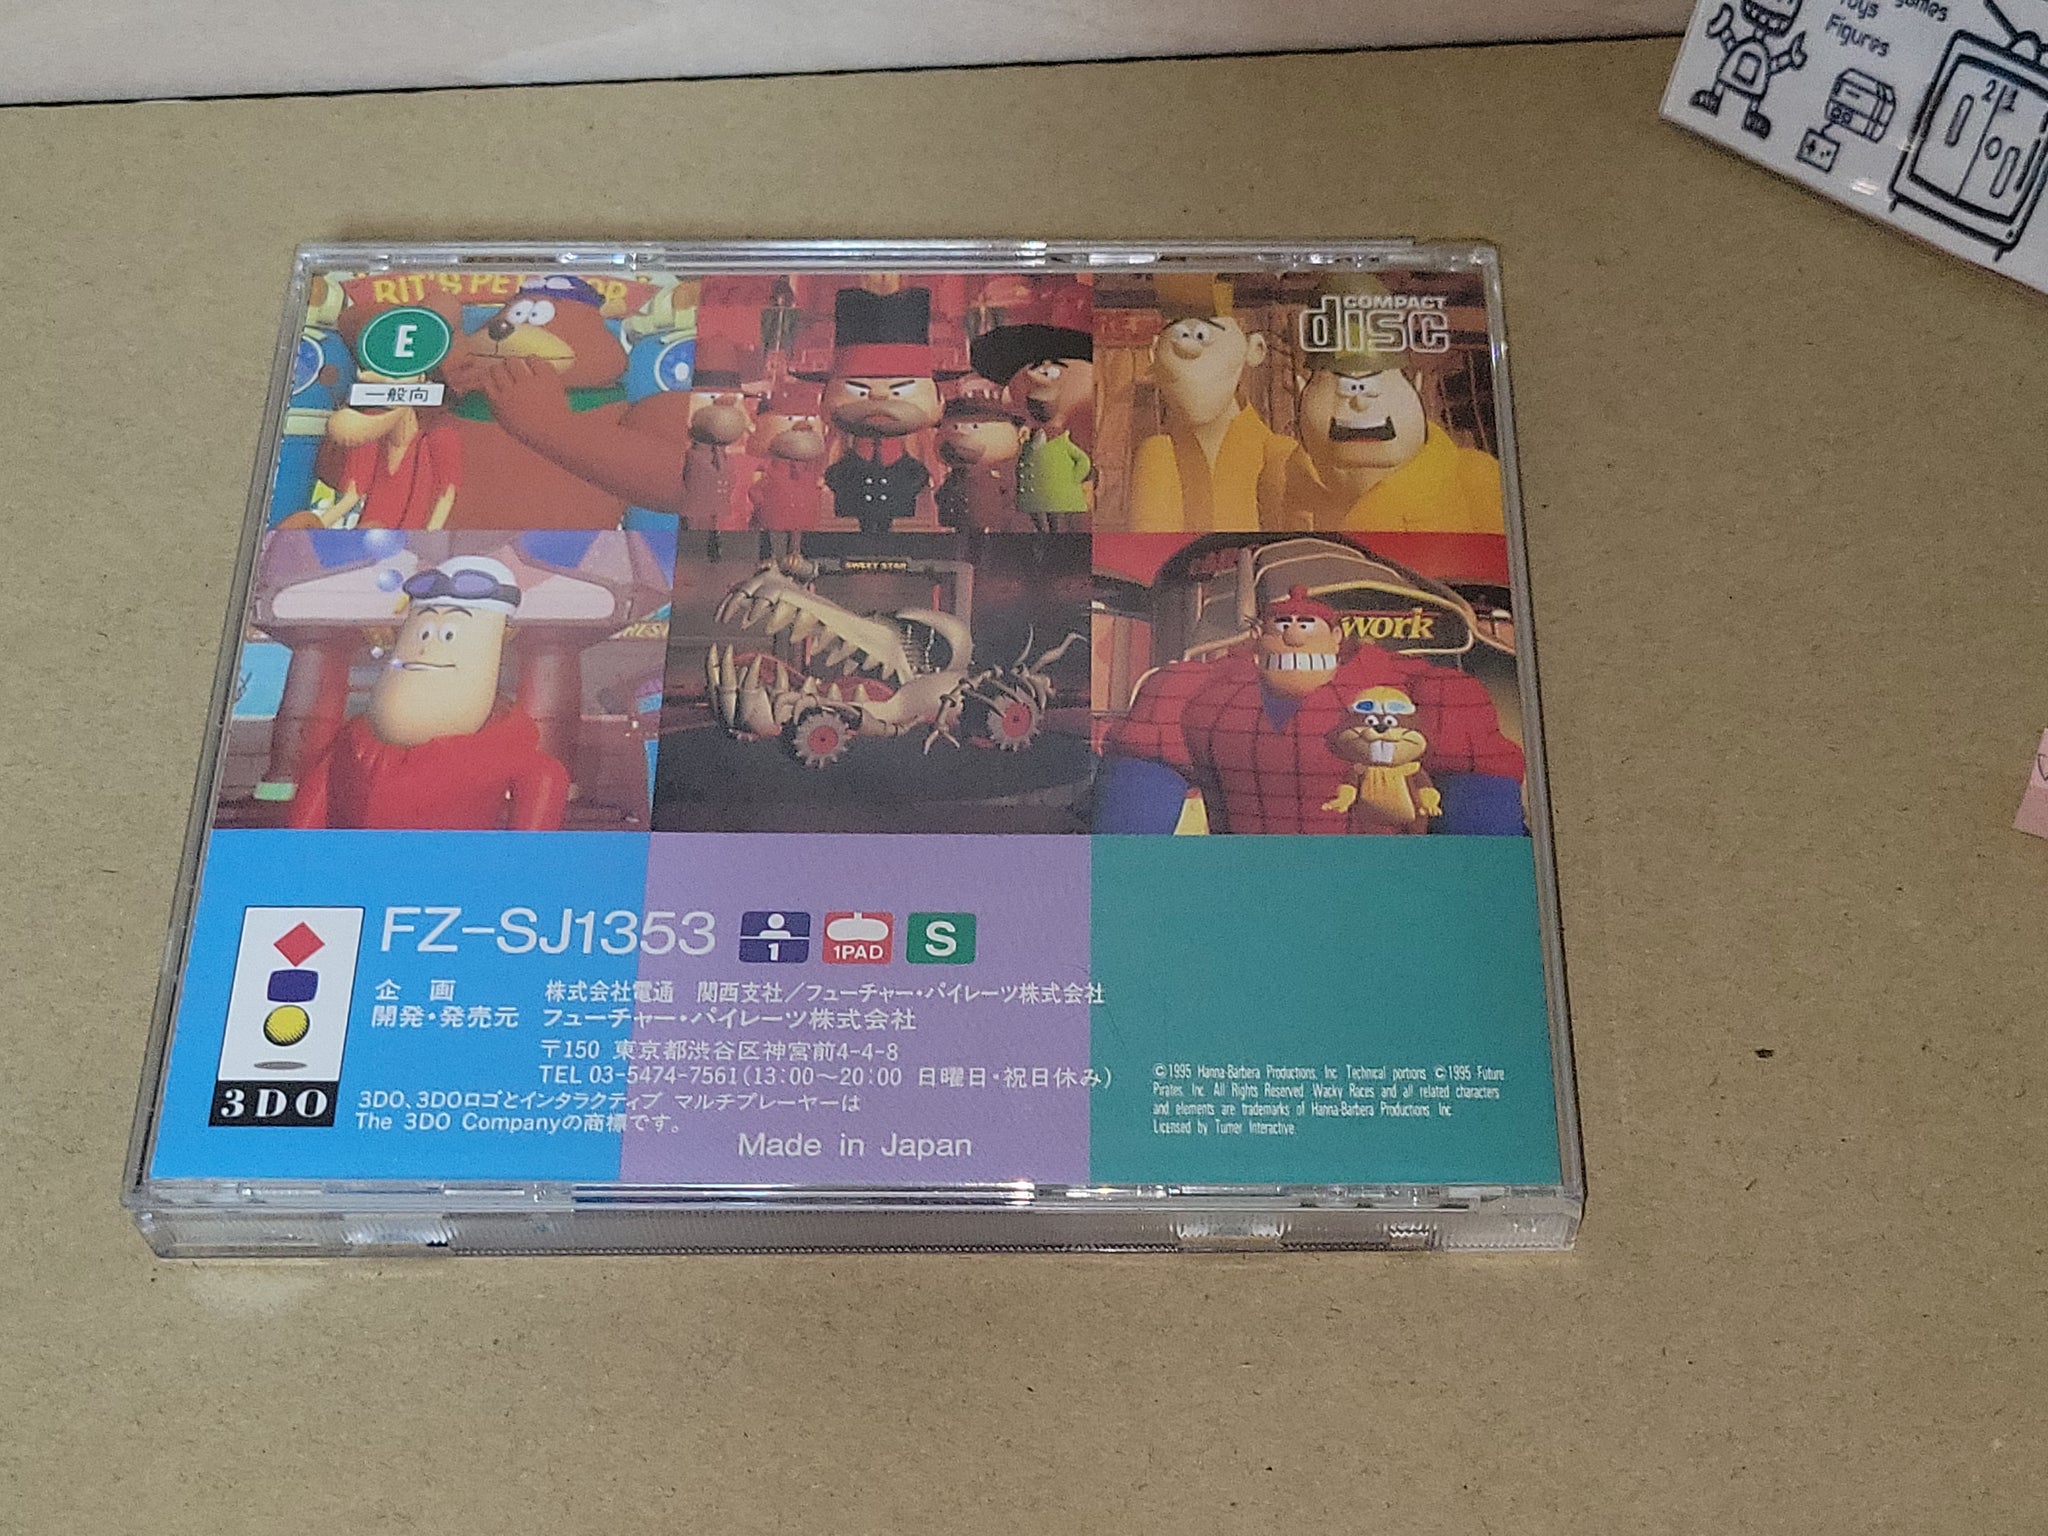 games
Toys
Figures
21
RIT'S PET
E
一般向
COMPACT
disc
SWEET STAR
work
FZ-SJ1353
1
1PAD
S
企 画 株式会社電通 関西支社/フューチャー・パイレーツ株式会社
開発・発売元 フューチャー・パイレーツ株式会社
〒150 東京都渋谷区神宮前4-4-8
TEL 03-5474-7561(13:00〜20:00 日曜日・祝日休み)
3DO
3DO、3DOロゴとインタラクティブ マルチプレーヤーは
The 3DO Companyの商標です。
Made in Japan
©1995 Hanna-Barbera Productions, Inc Technical portions ©1995 Future
Pirates, Inc. All Rights Reserved. Wacky Races and all related characters
and elements are trademarks of Hanna-Barbera Productions, Inc
Licensed by Turner Interactive.